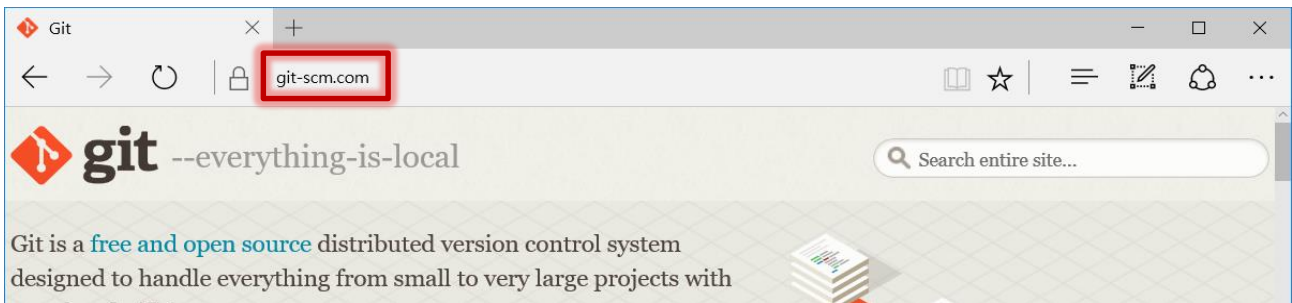 Git
git-scm.com
git --everything-is-local
Search entire site...
Git is a free and open source distributed version control system
designed to handle everything from small to very large projects with